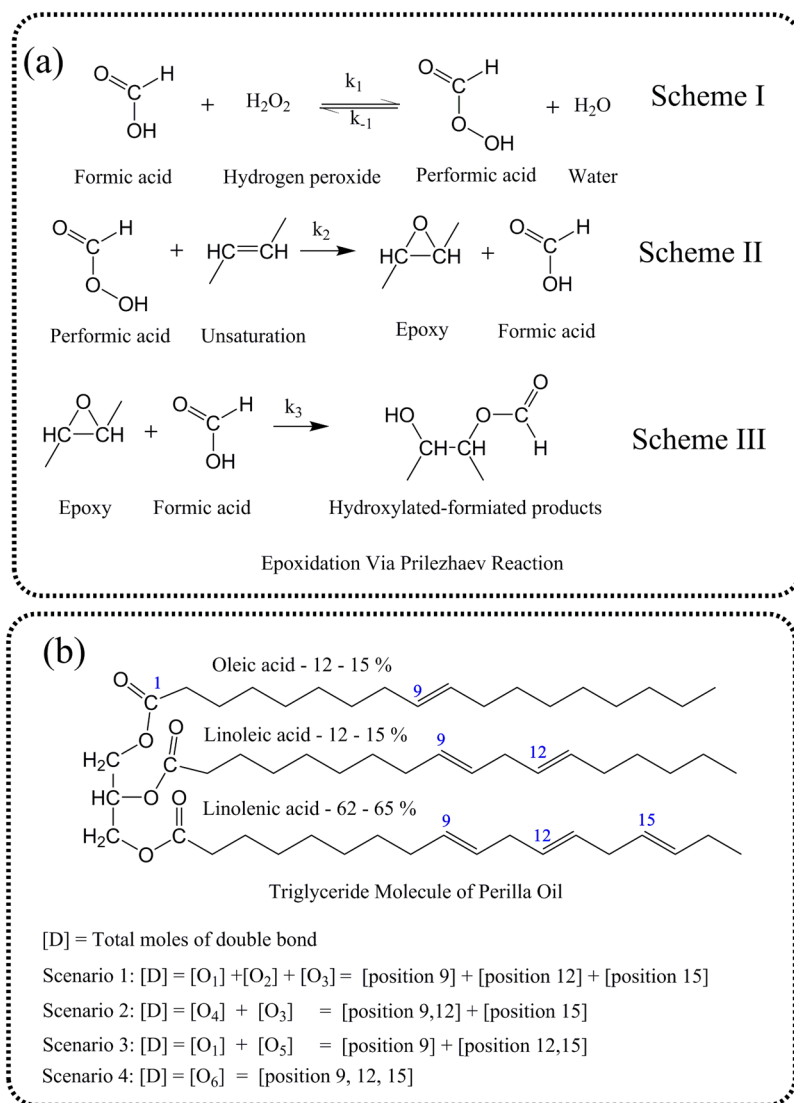 (a)
O H
C + H₂O₂ k₁ k₋₁ O H C O OH + H₂O Scheme I
OH
Formic acid Hydrogen peroxide Performic acid Water
O H
C O OH + HC=CH k₂ O HC CH + O H C OH Scheme II
Performic acid Unsaturation Epoxy Formic acid
O HC CH + O H C OH k₃ HO CH-CH O C O H Scheme III
Epoxy Formic acid Hydroxylated-formiated products
Epoxidation Via Prilezhaev Reaction
(b)
Oleic acid - 12 - 15 %
O 1 C 9
O O
Linoleic acid - 12 - 15%
H₂C C 9 12
HC O O
Linolenic acid - 62 - 65 %
H₂C C 9 12 15
O
Triglyceride Molecule of Perilla Oil
[D] = Total moles of double bond
Scenario 1: [D] = [O₁] +[O₂] + [O₃] = [position 9] + [position 12] + [position 15]
Scenario 2: [D] = [O₄] + [O₃] = [position 9,12] + [position 15]
Scenario 3: [D] = [O₁] + [O₅] = [position 9] + [position 12,15]
Scenario 4: [D] = [O₆] = [position 9, 12, 15]